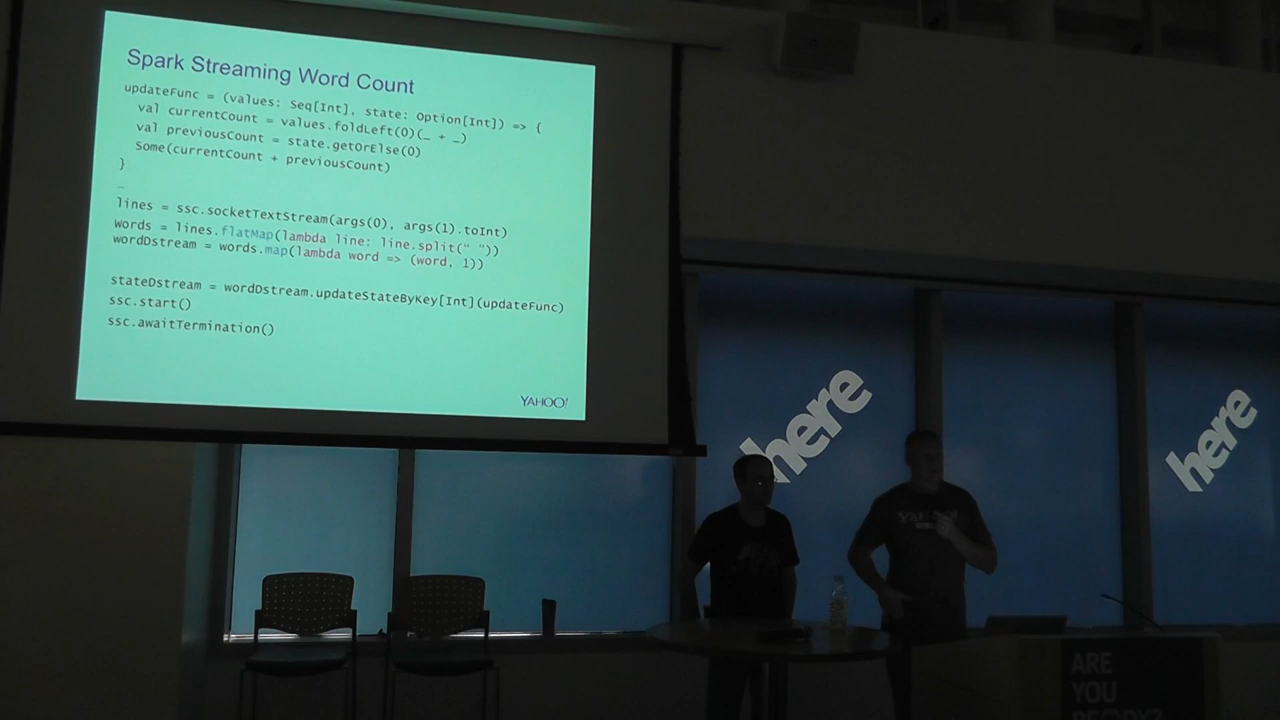 Spark Streaming Word Count
updateFunc = (values: Seq[Int], state: Option[Int]) => {
val currentCount = values.foldLeft(0)(_ + _)
val previousCount = state.getOrElse(0)
Some(currentCount + previousCount)
}
…
lines = ssc.socketTextStream(args(0), args(1).toInt)
words = lines.flatMap(lambda line: line.split(" "))
wordDstream = words.map(lambda word => (word, 1))
stateDstream = wordDstream.updateStateByKey[Int](updateFunc)
ssc.start()
ssc.awaitTermination()
YAHOO!
here
here
YAHOO!
ARE
YOU
READY?